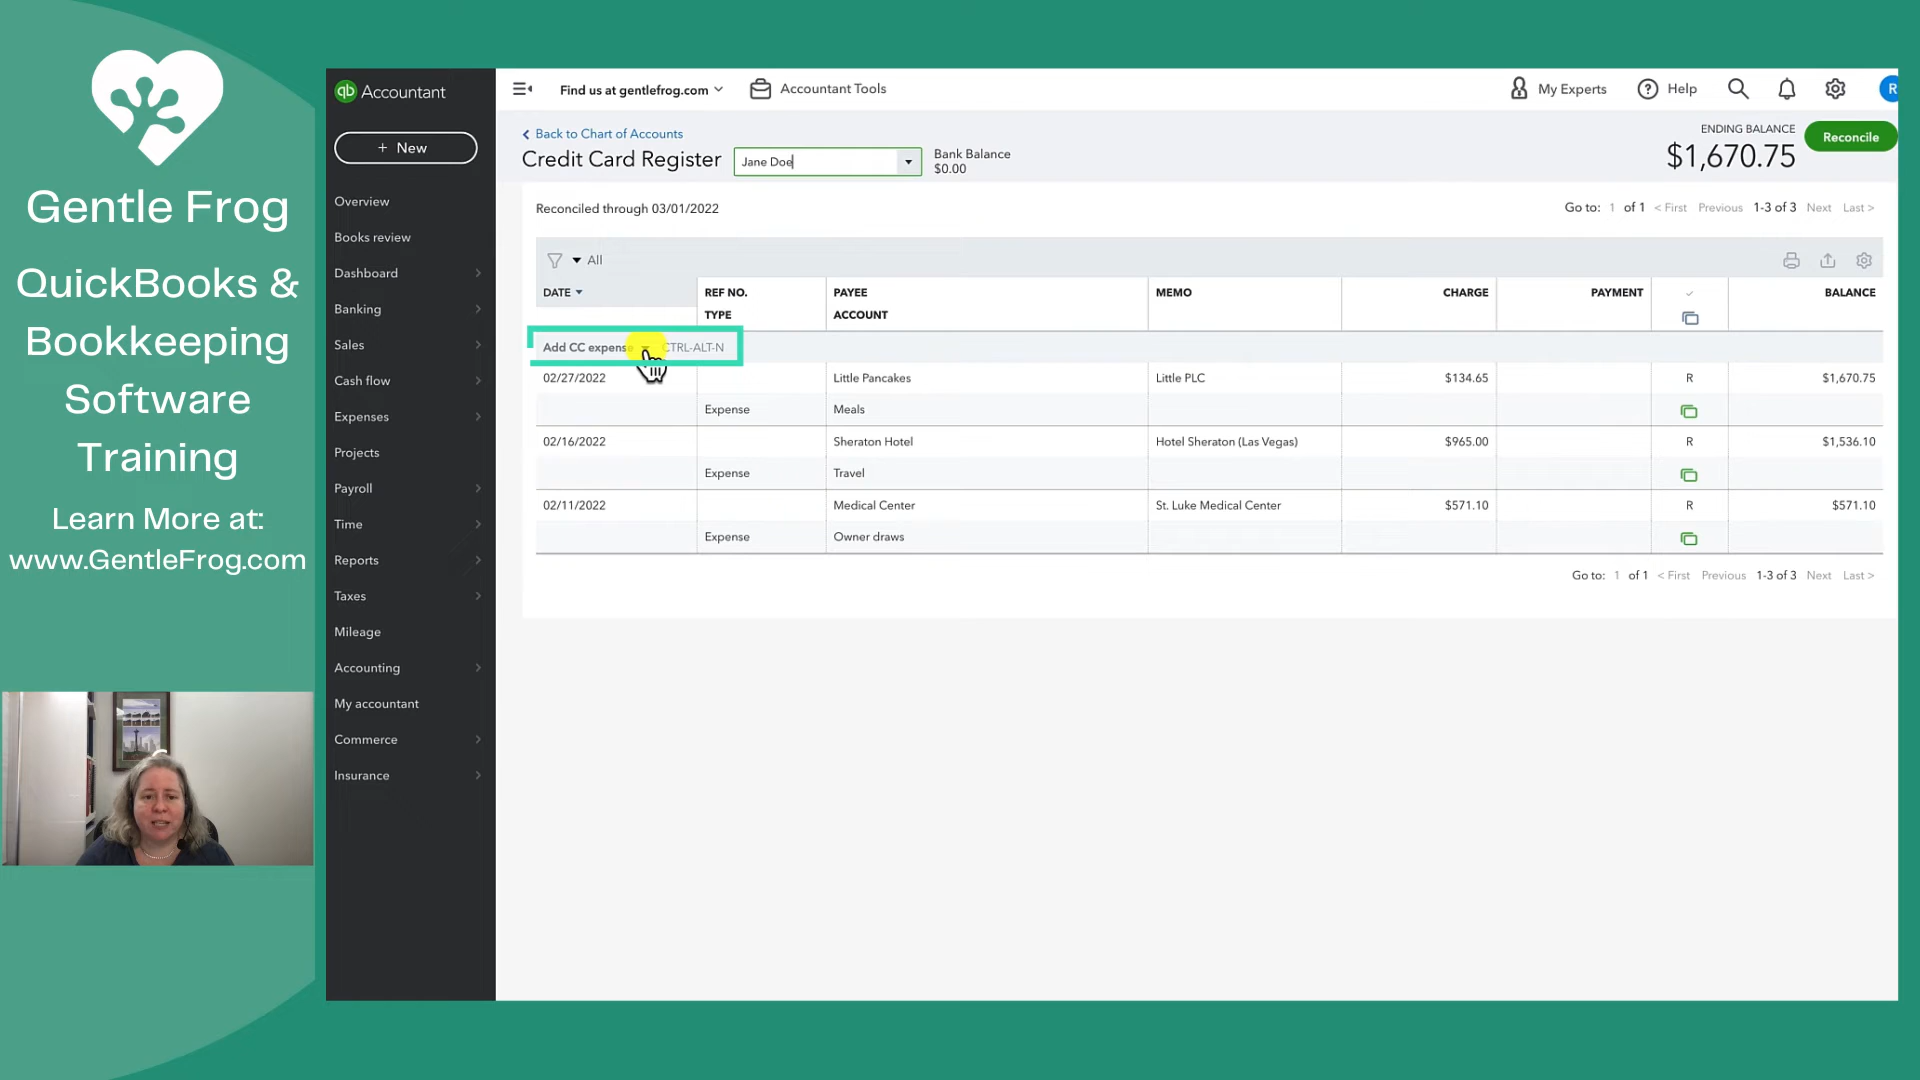 Gentle Frog
QuickBooks &
Bookkeeping
Software
Training
Learn More at:
www.GentleFrog.com
qb Accountant
+ New
Overview
Books review
Dashboard
Banking
Sales
Cash flow
Expenses
Projects
Payroll
Time
Reports
Taxes
Mileage
Accounting
My accountant
Commerce
Insurance
Find us at gentlefrog.com
Accountant Tools
My Experts
Help
R
Back to Chart of Accounts
Credit Card Register
Jane Doe
Bank Balance
$0.00
ENDING BALANCE
$1,670.75
Reconcile
Reconciled through 03/01/2022
Go to: 1 of 1 < First Previous 1-3 of 3 Next Last >
All
DATE REF NO. PAYEE MEMO CHARGE PAYMENT BALANCE
TYPE ACCOUNT
Add CC expense CTRL-ALT-N
02/27/2022 Little Pancakes Little PLC $134.65 R $1,670.75
Expense Meals
02/16/2022 Sheraton Hotel Hotel Sheraton (Las Vegas) $965.00 R $1,536.10
Expense Travel
02/11/2022 Medical Center St. Luke Medical Center $571.10 R $571.10
Expense Owner draws
Go to: 1 of 1 < First Previous 1-3 of 3 Next Last >